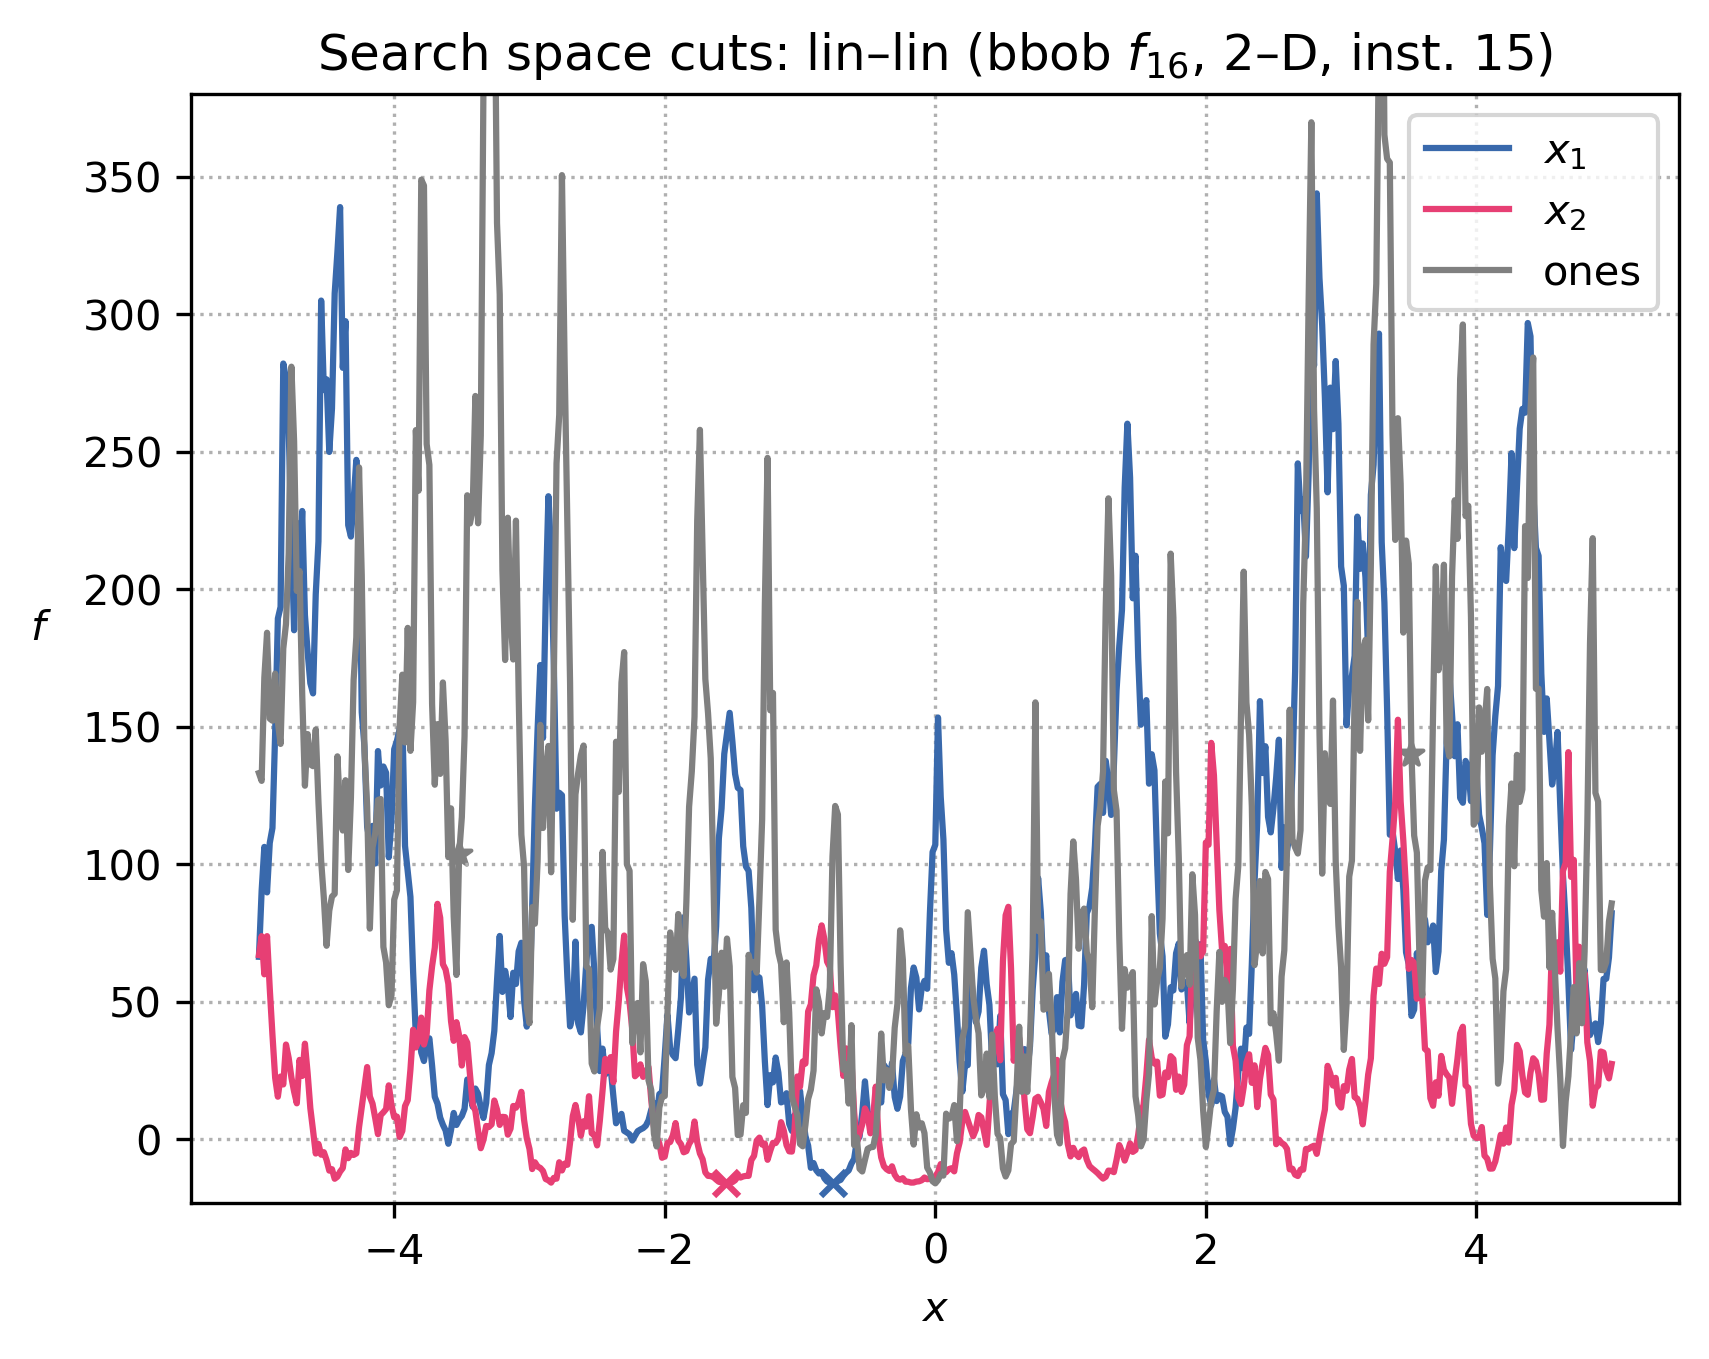 Search space cuts: lin–lin (bbob f₁₆, 2–D, inst. 15)
x₁
x₂
ones
350
300
250
200
150
100
50
0
f
−4
−2
0
2
4
x